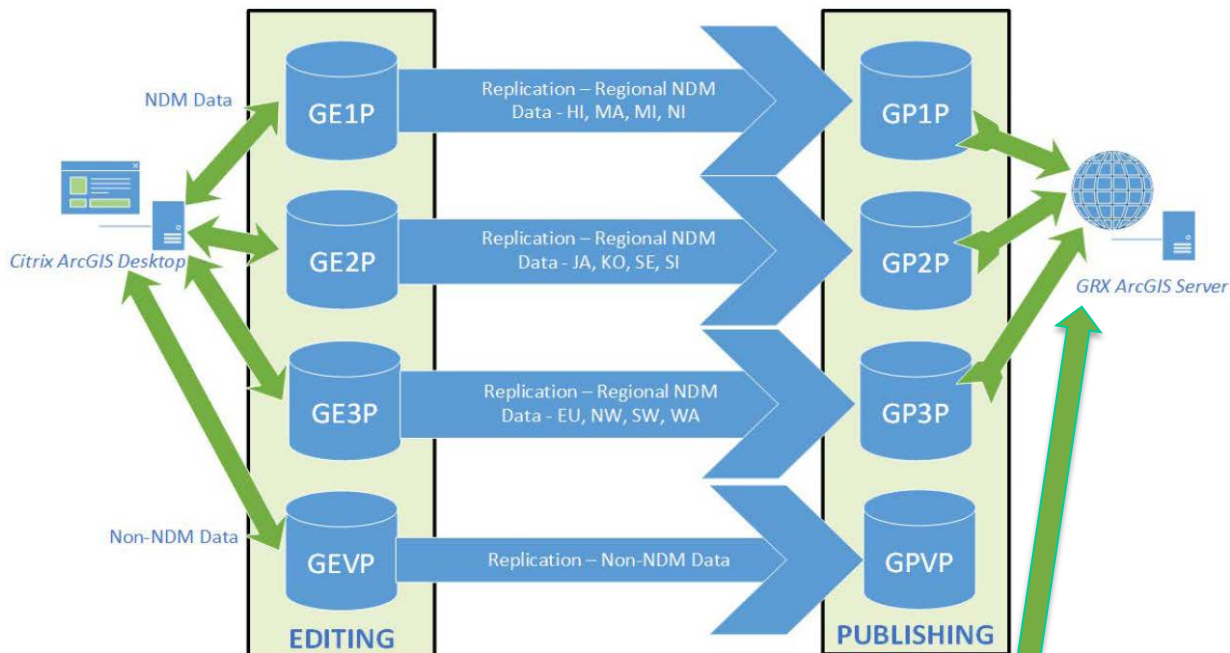 NDM Data
GE1P
Replication – Regional NDM
Data - HI, MA, MI, NI
GP1P
Citrix ArcGIS Desktop
GE2P
Replication – Regional NDM
Data - JA, KO, SE, SI
GP2P
GRX ArcGIS Server
GE3P
Replication – Regional NDM
Data - EU, NW, SW, WA
GP3P
Non-NDM Data
GEVP
Replication – Non-NDM Data
GPVP
EDITING
PUBLISHING